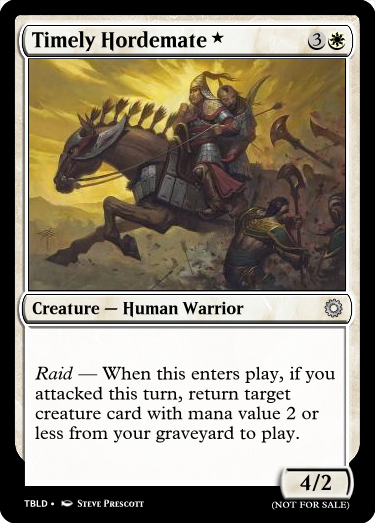 Timely Hordemate★ 3
Creature — Human Warrior
Raid — When this enters play, if you
attacked this turn, return target
creature card with mana value 2 or
less from your graveyard to play.
4/2
TBLD • Steve Prescott
(NOT FOR SALE)